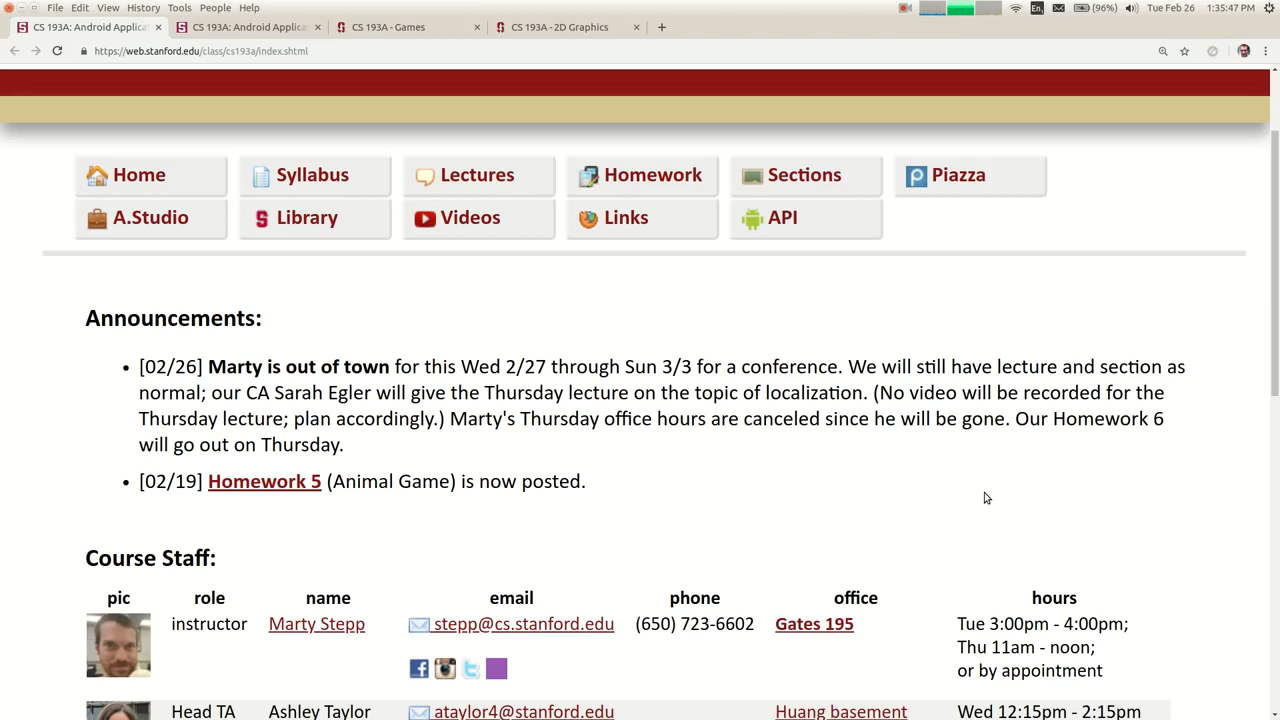 File Edit View History Tools People Help
En (96%) Tue Feb 26 1:35:47 PM
CS 193A: Android Applica CS 193A: Android Applica CS 193A - Games CS 193A - 2D Graphics
https://web.stanford.edu/class/cs193a/index.shtml
Home Syllabus Lectures Homework Sections Piazza
A.Studio Library Videos Links API
Announcements:
• [02/26] Marty is out of town for this Wed 2/27 through Sun 3/3 for a conference. We will still have lecture and section as
normal; our CA Sarah Egler will give the Thursday lecture on the topic of localization. (No video will be recorded for the
Thursday lecture; plan accordingly.) Marty's Thursday office hours are canceled since he will be gone. Our Homework 6
will go out on Thursday.
• [02/19] Homework 5 (Animal Game) is now posted.
Course Staff:
pic role name email phone office hours
instructor Marty Stepp stepp@cs.stanford.edu (650) 723-6602 Gates 195 Tue 3:00pm - 4:00pm;
Thu 11am - noon;
or by appointment
Head TA Ashley Taylor ataylor4@stanford.edu Huang basement Wed 12:15pm - 2:15pm